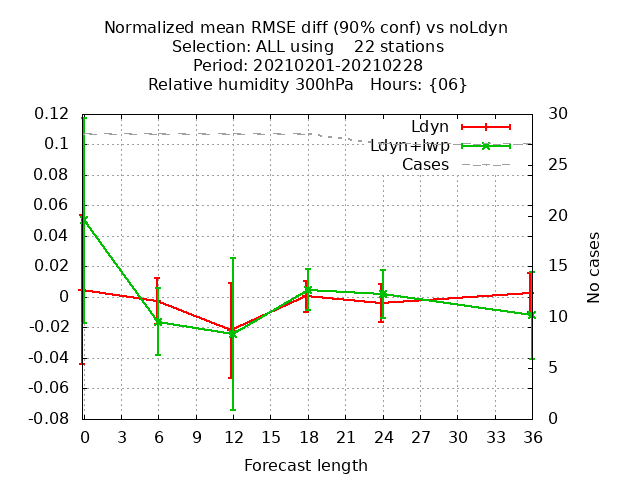 Normalized mean RMSE diff (90% conf) vs noLdyn
Selection: ALL using    22 stations
Period: 20210201-20210228
Relative humidity 300hPa   Hours: {06}
0.12
0.1
0.08
0.06
0.04
0.02
0
-0.02
-0.04
-0.06
-0.08
30
25
20
15
10
5
0
Ldyn
Ldyn+lwp
Cases
No cases
0 3 6 9 12 15 18 21 24 27 30 33 36
Forecast length